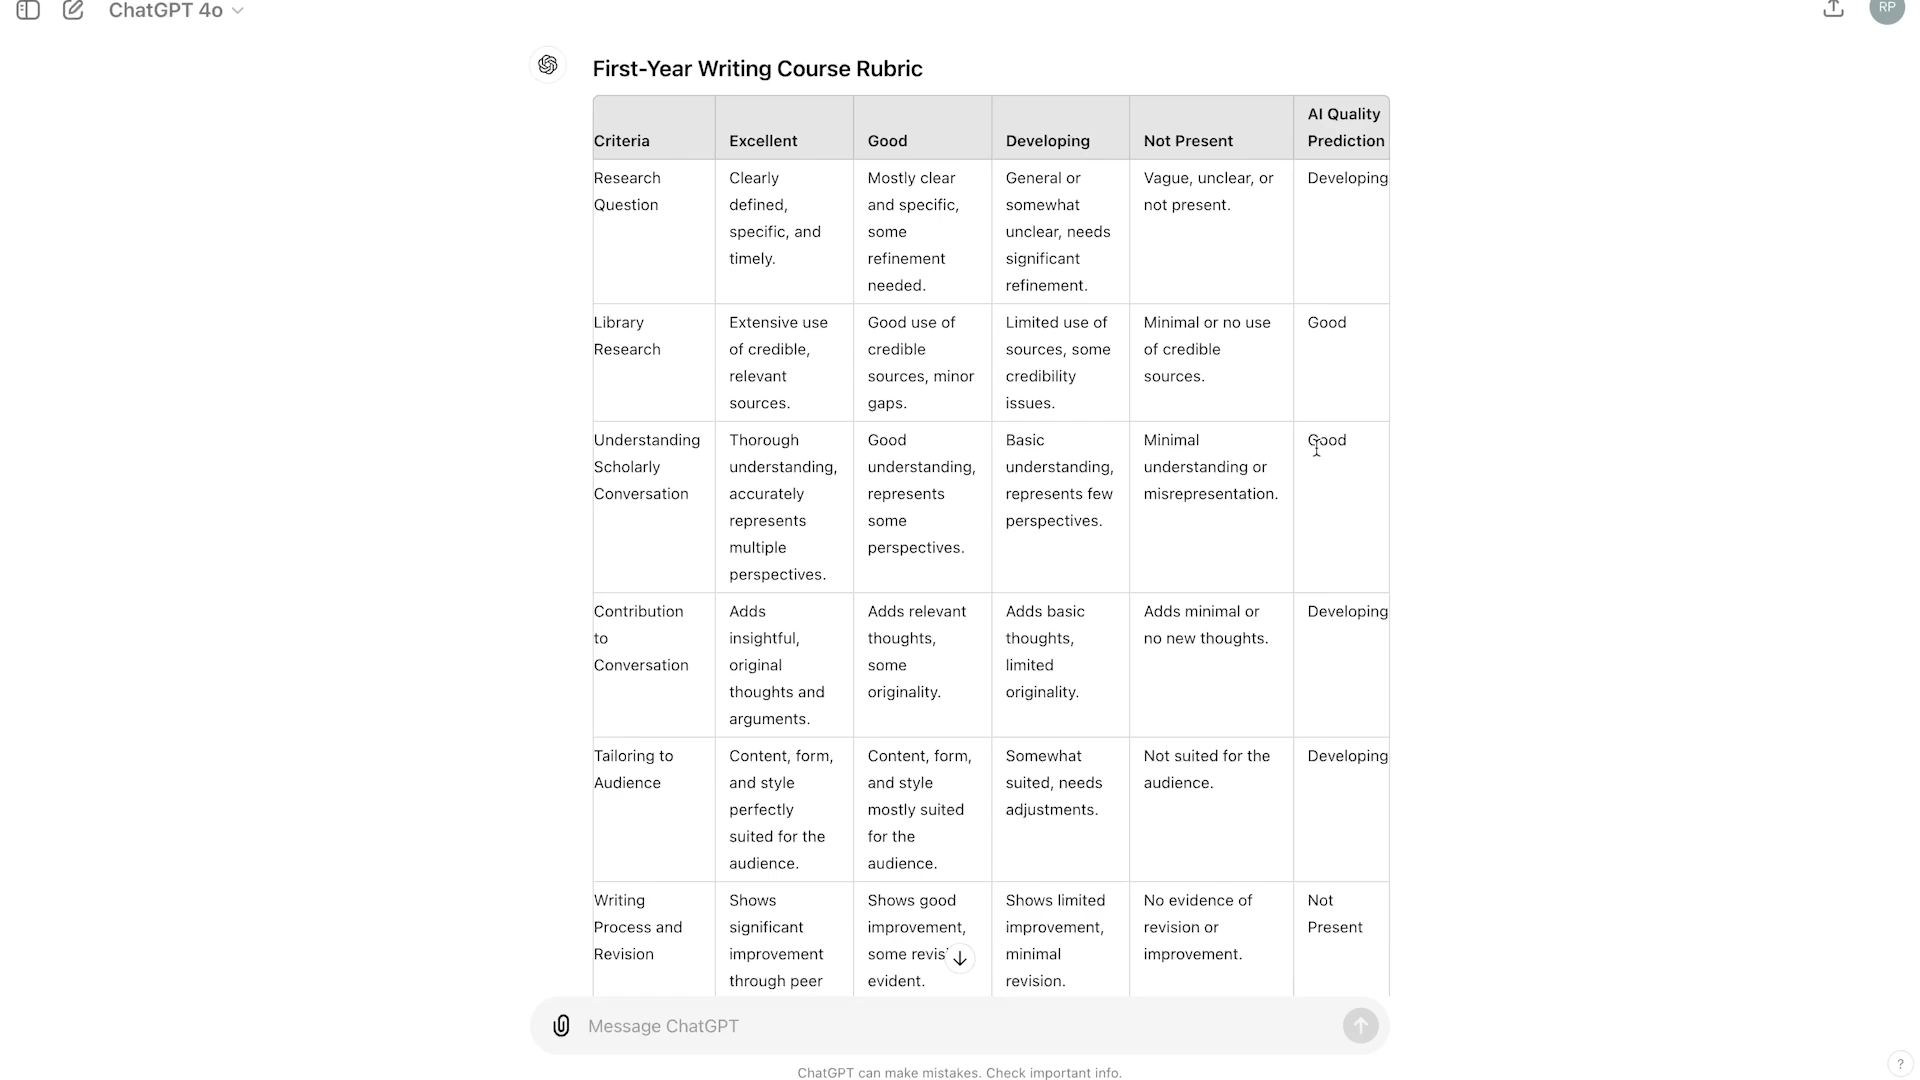 ChatGPT 4o
RP
First-Year Writing Course Rubric
Criteria
Excellent
Good
Developing
Not Present
AI Quality
Prediction
Research
Question
Clearly
defined,
specific, and
timely.
Mostly clear
and specific,
some
refinement
needed.
General or
somewhat
unclear, needs
significant
refinement.
Vague, unclear, or
not present.
Developing
Library
Research
Extensive use
of credible,
relevant
sources.
Good use of
credible
sources, minor
gaps.
Limited use of
sources, some
credibility
issues.
Minimal or no use
of credible
sources.
Good
Understanding
Scholarly
Conversation
Thorough
understanding,
accurately
represents
multiple
perspectives.
Good
understanding,
represents
some
perspectives.
Basic
understanding,
represents few
perspectives.
Minimal
understanding or
misrepresentation.
Good
Contribution
to
Conversation
Adds
insightful,
original
thoughts and
arguments.
Adds relevant
thoughts,
some
originality.
Adds basic
thoughts,
limited
originality.
Adds minimal or
no new thoughts.
Developing
Tailoring to
Audience
Content, form,
and style
perfectly
suited for the
audience.
Content, form,
and style
mostly suited
for the
audience.
Somewhat
suited, needs
adjustments.
Not suited for the
audience.
Developing
Writing
Process and
Revision
Shows
significant
improvement
through peer
Shows good
improvement,
some revis
evident.
Shows limited
improvement,
minimal
revision.
No evidence of
revision or
improvement.
Not
Present
Message ChatGPT
ChatGPT can make mistakes. Check important info.
?